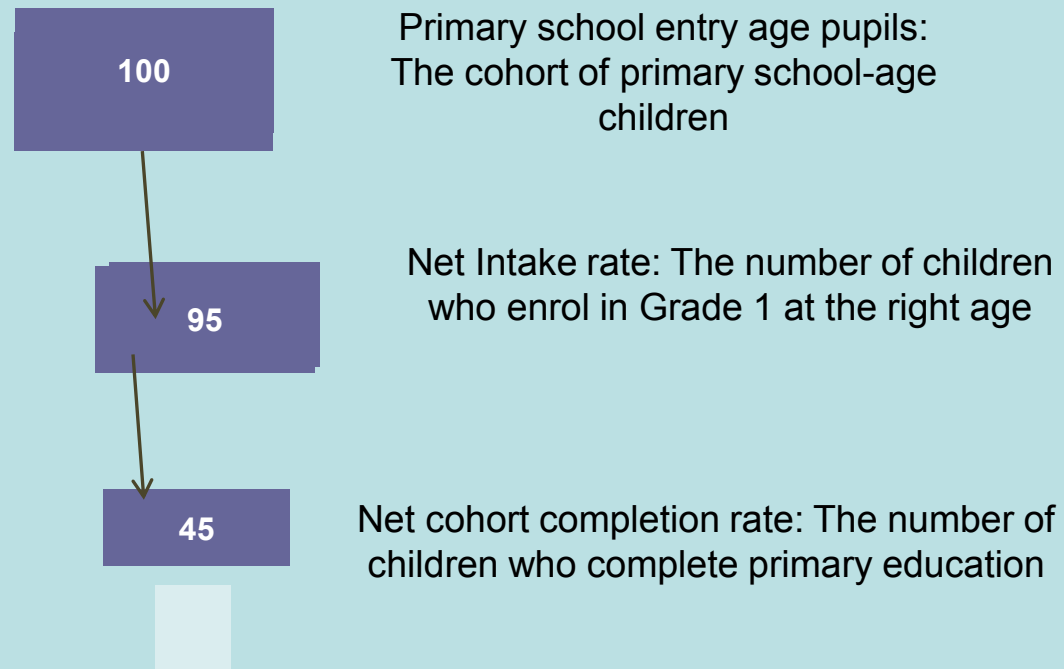 100
Primary school entry age pupils:
The cohort of primary school-age
children
95
Net Intake rate: The number of children
who enrol in Grade 1 at the right age
45
Net cohort completion rate: The number of
children who complete primary education